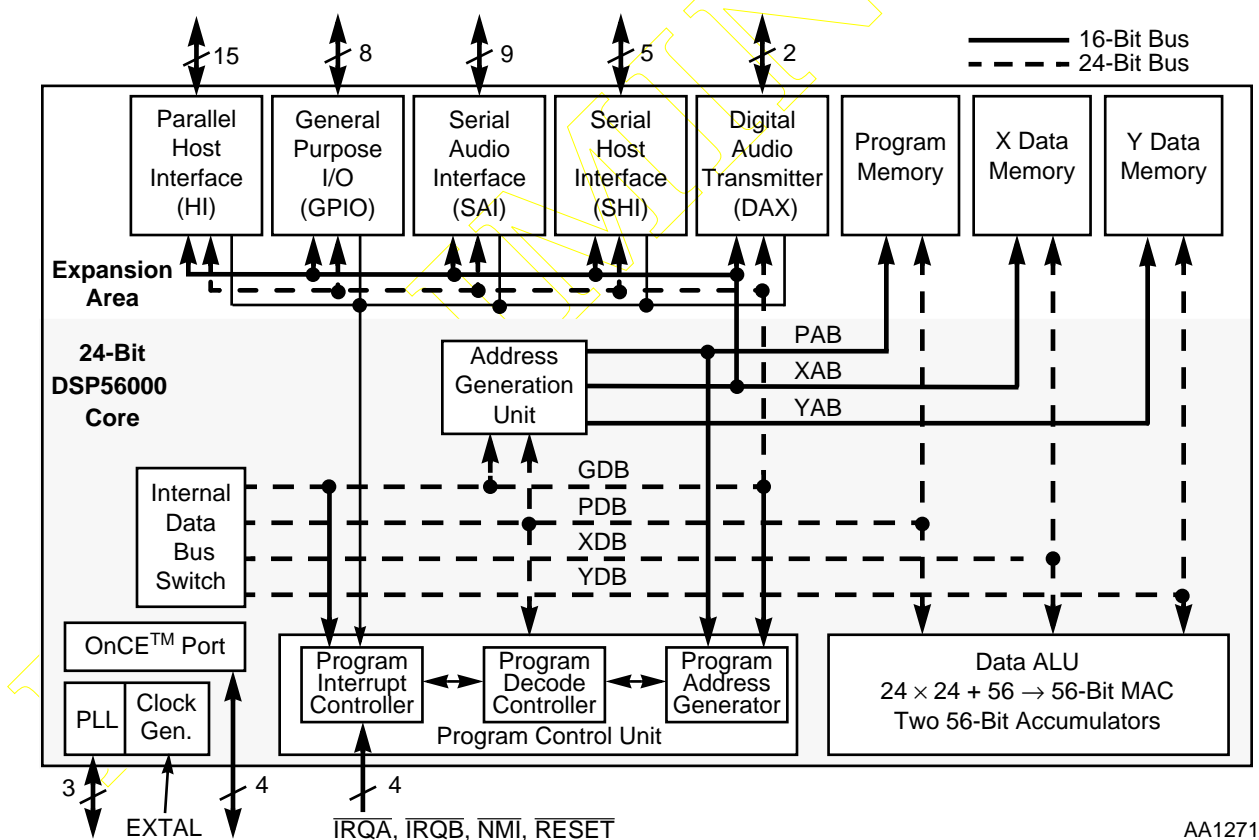 15
8
9
5
2
16-Bit Bus
24-Bit Bus
Parallel
Host
Interface
(HI)
General
Purpose
I/O
(GPIO)
Serial
Audio
Interface
(SAI)
Serial
Host
Interface
(SHI)
Digital
Audio
Transmitter
(DAX)
Program
Memory
X Data
Memory
Y Data
Memory
Expansion
Area
24-Bit
DSP56000
Core
Address
Generation
Unit
PAB
XAB
YAB
Internal
Data
Bus
Switch
GDB
PDB
XDB
YDB
OnCE™ Port
PLL
Clock
Gen.
Program
Interrupt
Controller
Program
Decode
Controller
Program
Address
Generator
Program Control Unit
Data ALU
24 × 24 + 56 → 56-Bit MAC
Two 56-Bit Accumulators
3
4
4
EXTAL
IRQA, IRQB, NMI, RESET
AA1271